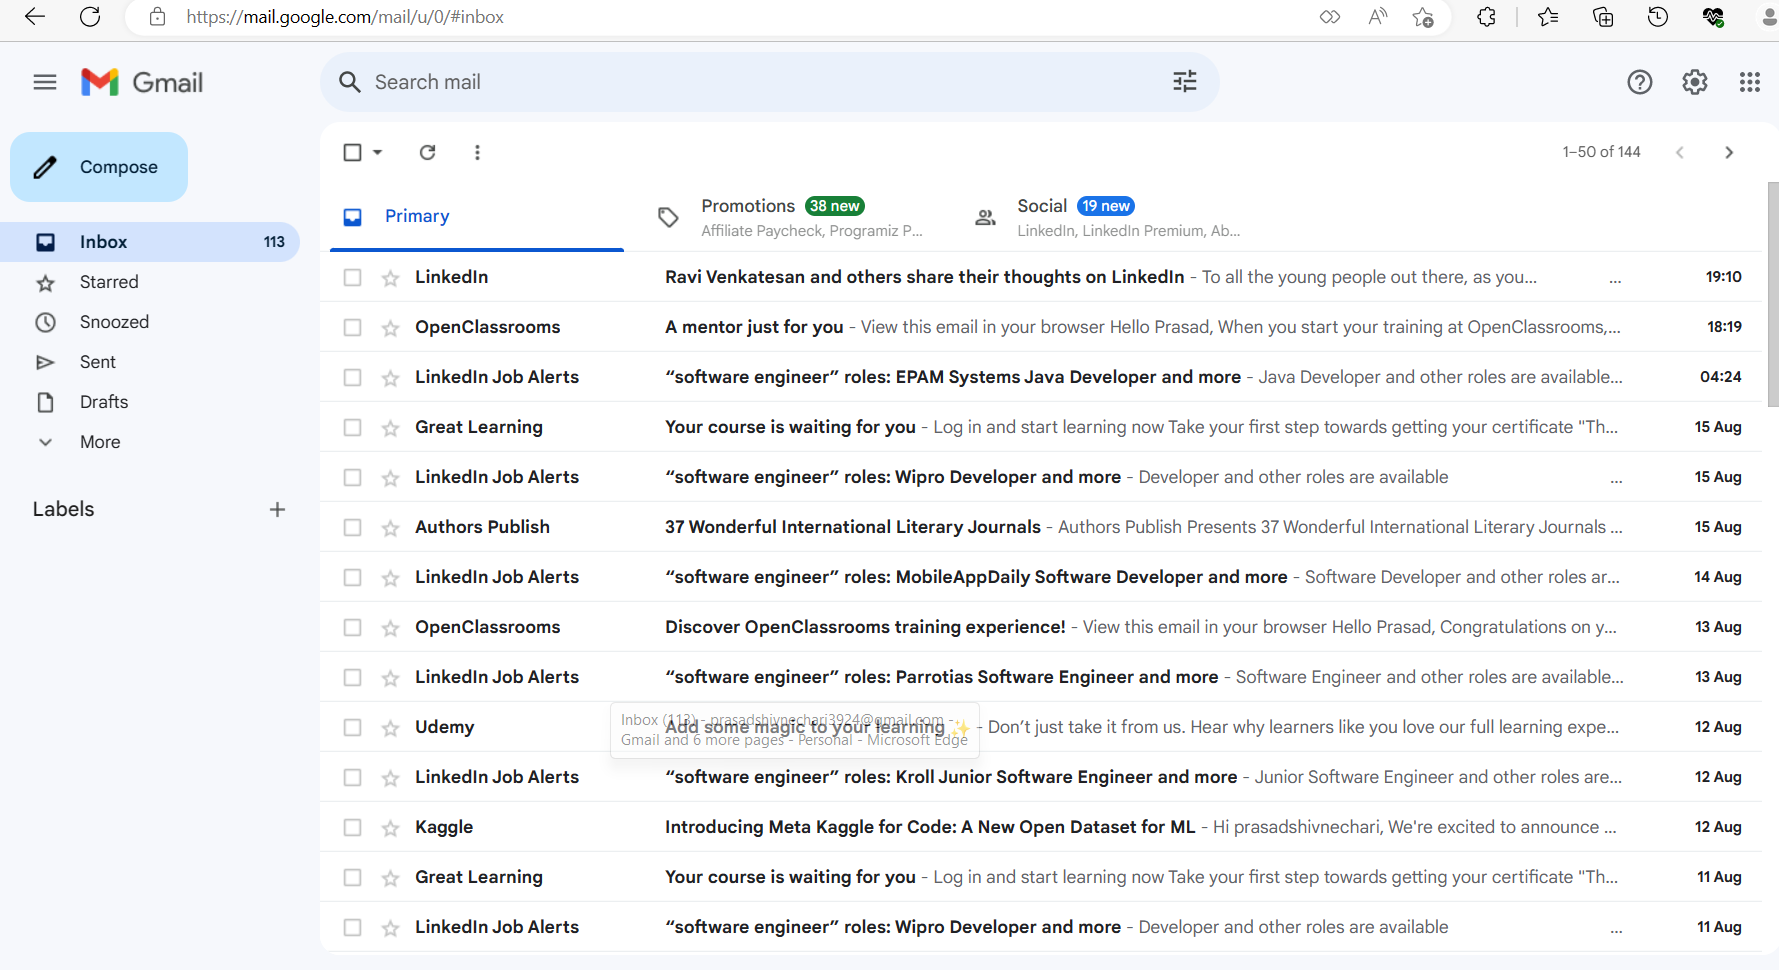 https://mail.google.com/mail/u/0/#inbox
Gmail
Search mail
Compose
1–50 of 144
Primary
Promotions 38 new
Affiliate Paycheck, Programiz P...
Social 19 new
LinkedIn, LinkedIn Premium, Ab...
Inbox 113
Starred
Snoozed
Sent
Drafts
More
Labels
LinkedIn Ravi Venkatesan and others share their thoughts on LinkedIn - To all the young people out there, as you... ... 19:10
OpenClassrooms A mentor just for you - View this email in your browser Hello Prasad, When you start your training at OpenClassrooms,... 18:19
LinkedIn Job Alerts “software engineer” roles: EPAM Systems Java Developer and more - Java Developer and other roles are available... 04:24
Great Learning Your course is waiting for you - Log in and start learning now Take your first step towards getting your certificate "Th... 15 Aug
LinkedIn Job Alerts “software engineer” roles: Wipro Developer and more - Developer and other roles are available ... 15 Aug
Authors Publish 37 Wonderful International Literary Journals - Authors Publish Presents 37 Wonderful International Literary Journals ... 15 Aug
LinkedIn Job Alerts “software engineer” roles: MobileAppDaily Software Developer and more - Software Developer and other roles ar... 14 Aug
OpenClassrooms Discover OpenClassrooms training experience! - View this email in your browser Hello Prasad, Congratulations on y... 13 Aug
LinkedIn Job Alerts “software engineer” roles: Parrotias Software Engineer and more - Software Engineer and other roles are available... 13 Aug
Udemy Add some magic to your learning ✨ - Don’t just take it from us. Hear why learners like you love our full learning expe... 12 Aug
Inbox (113) - prasadshivnechari3924@gmail.com -
Gmail and 6 more pages - Personal - Microsoft Edge
LinkedIn Job Alerts “software engineer” roles: Kroll Junior Software Engineer and more - Junior Software Engineer and other roles are... 12 Aug
Kaggle Introducing Meta Kaggle for Code: A New Open Dataset for ML - Hi prasadshivnechari, We're excited to announce ... 12 Aug
Great Learning Your course is waiting for you - Log in and start learning now Take your first step towards getting your certificate "Th... 11 Aug
LinkedIn Job Alerts “software engineer” roles: Wipro Developer and more - Developer and other roles are available ... 11 Aug